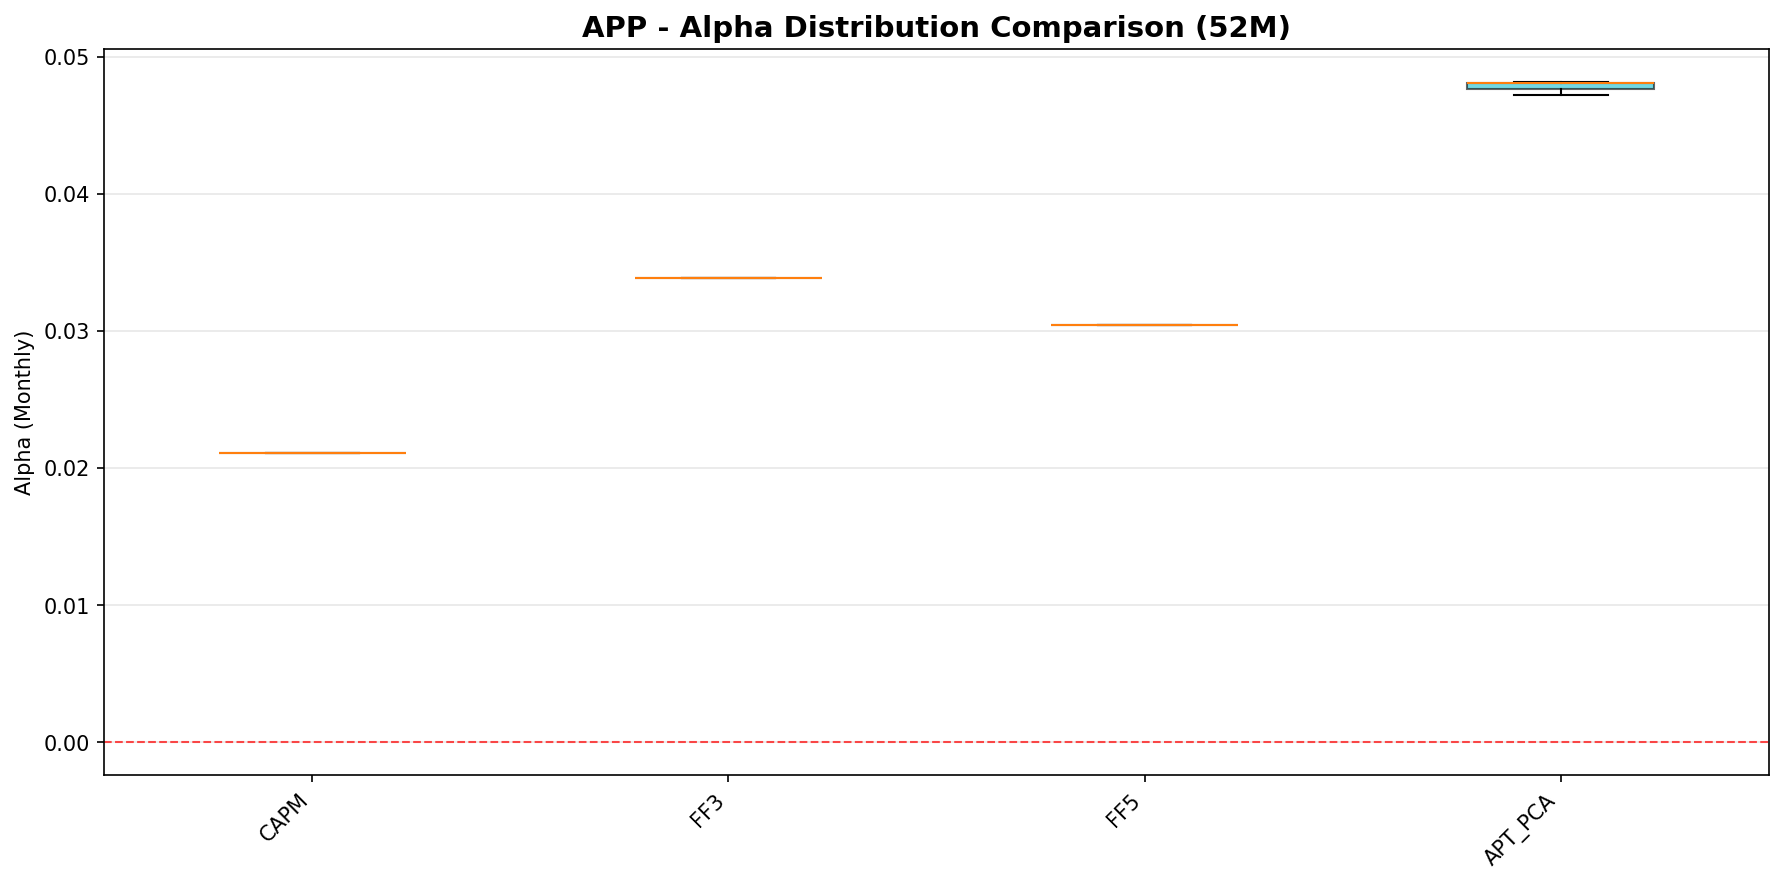 APP - Alpha Distribution Comparison (52M)
Alpha (Monthly)
0.05
0.04
0.03
0.02
0.01
0.00
CAPM
FF3
FF5
APT_PCA